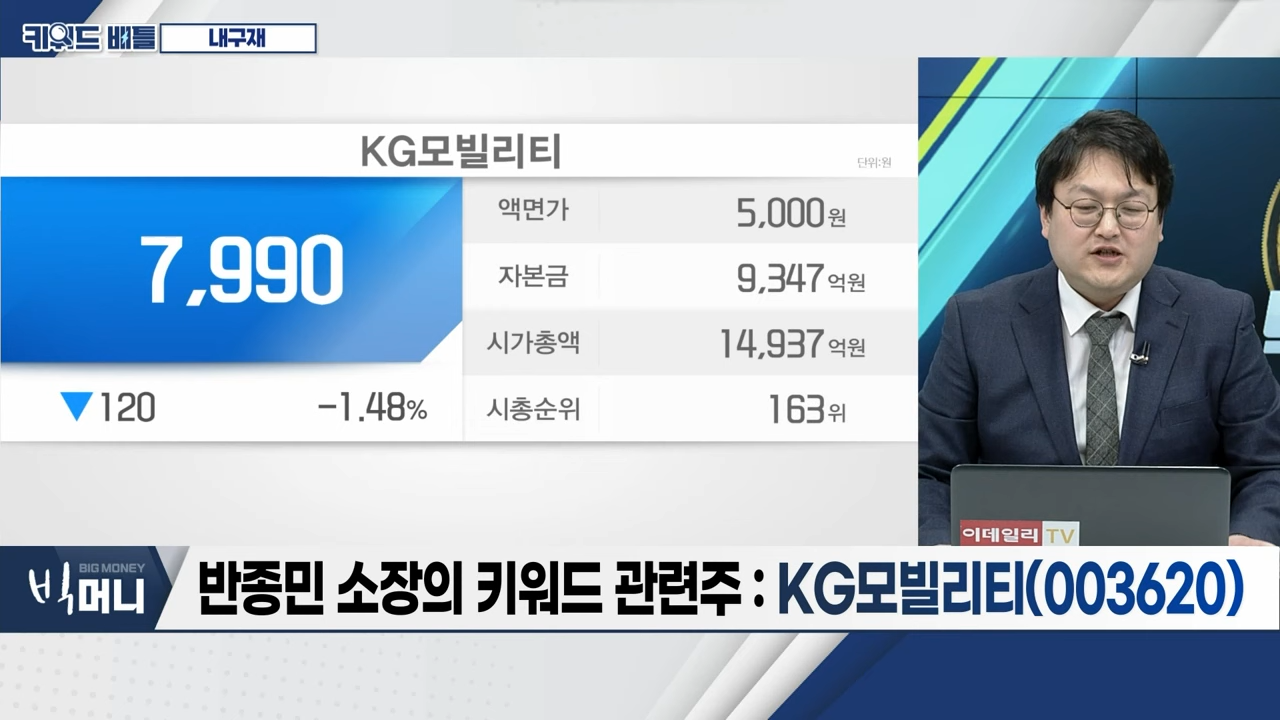 키워드 배틀 내구재
KG모빌리티
단위:원
7,990
▼120 -1.48%
액면가 5,000원
자본금 9,347억원
시가총액 14,937억원
시총순위 163위
이데일리 TV
빅머니 BIG MONEY
반종민 소장의 키워드 관련주 : KG모빌리티(003620)